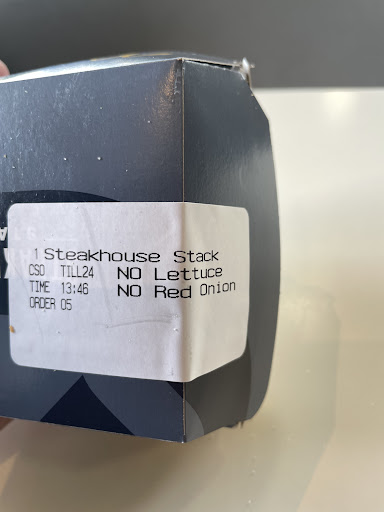 1 Steakhouse Stack
CSO TILL24 NO Lettuce
TIME 13:46 NO Red Onion
ORDER 05